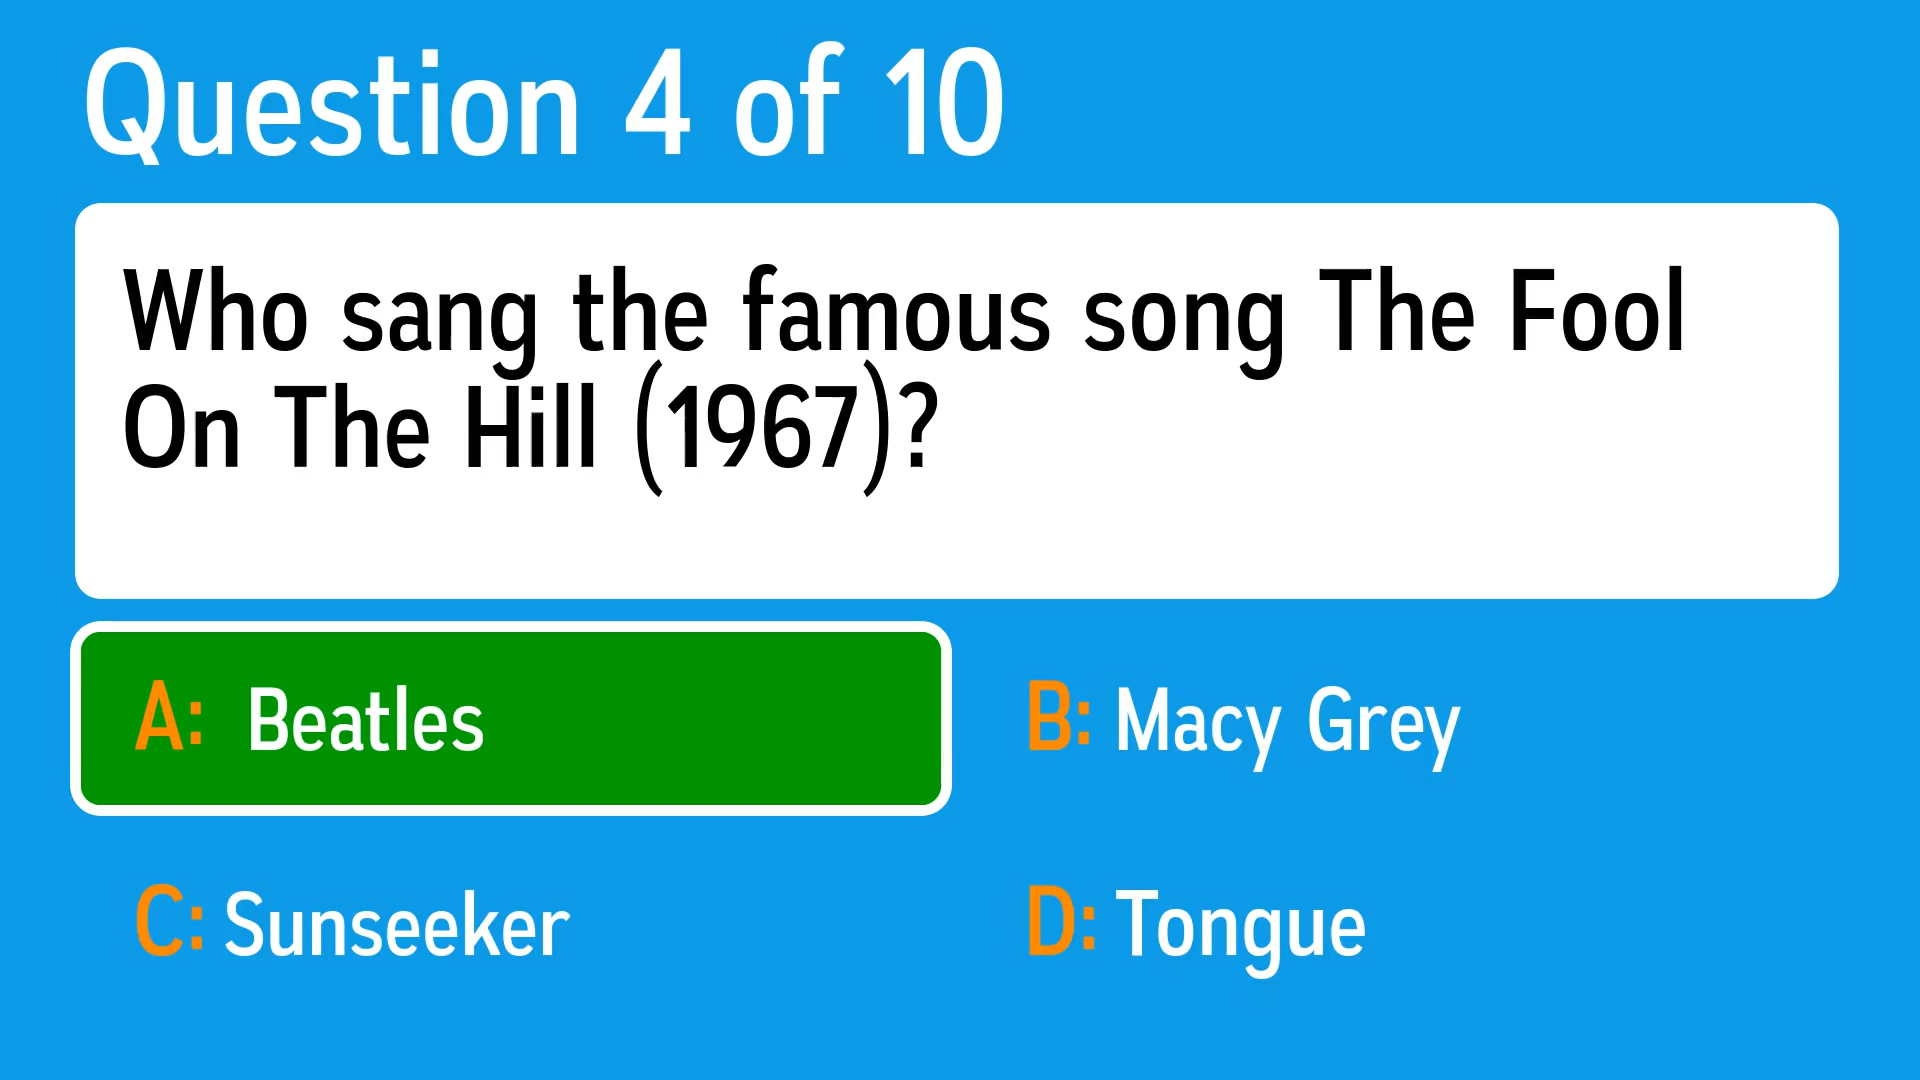 Question 4 of 10
Who sang the famous song The Fool
On The Hill (1967)?
A: Beatles
B: Macy Grey
C: Sunseeker
D: Tongue